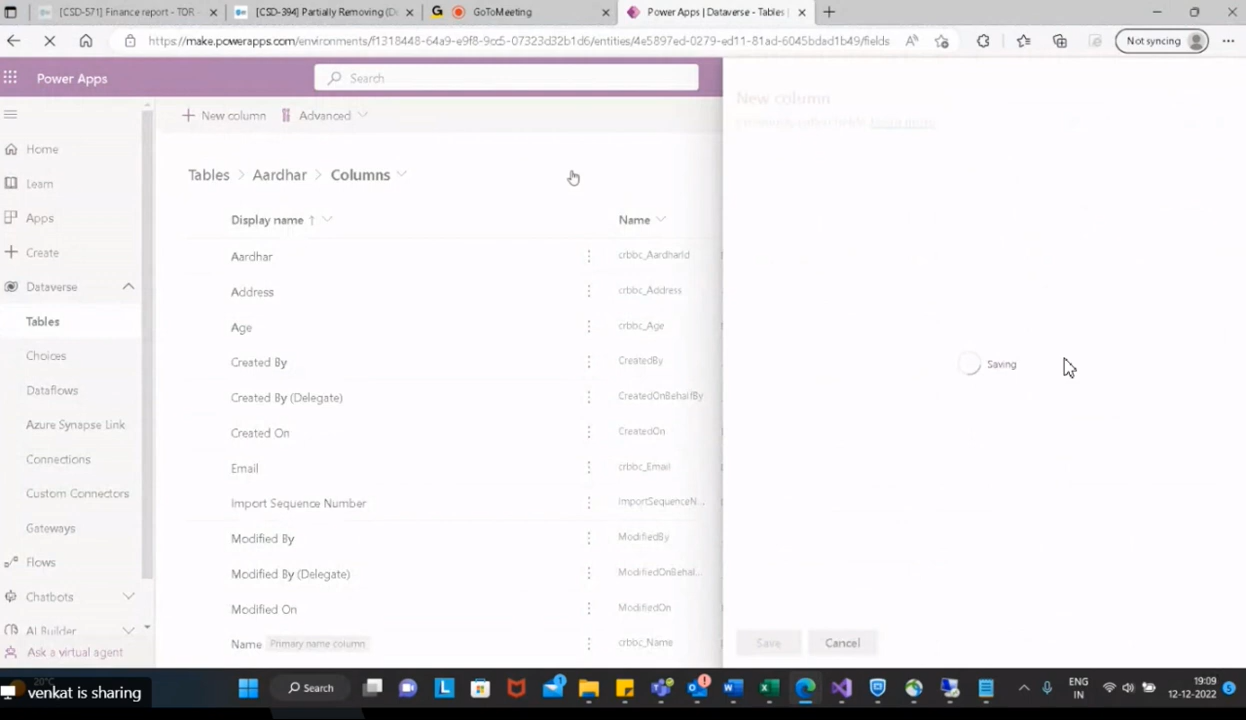 [CSD-571] Finance report - TOR -
[CSD-394] Partially Removing (D
GoToMeeting
Power Apps | Dataverse - Tables |
https://make.powerapps.com/environments/f1318448-64a9-e9f8-9cc5-07323d32b1d6/entities/4e5897ed-0279-ed11-81ad-6045bdad1b49/fields
Not syncing
Power Apps
Search
New column
New column
Advanced
Home
Learn
Apps
Create
Dataverse
Tables
Choices
Dataflows
Azure Synapse Link
Connections
Custom Connectors
Gateways
Flows
Chatbots
AI Builder
Ask a virtual agent
Tables > Aardhar > Columns
Display name ↑ Name
Aardhar crbbc_AardharId
Address crbbc_Address
Age crbbc_Age
Created By CreatedBy
Created By (Delegate) CreatedOnBehalfBy
Created On CreatedOn
Email crbbc_Email
Import Sequence Number ImportSequenceN...
Modified By ModifiedBy
Modified By (Delegate) ModifiedOnBehal...
Modified On ModifiedOn
Name Primary name column crbbc_Name
Saving
Save Cancel
20°C
venkat is sharing
Search
ENG
IN
19:09
12-12-2022